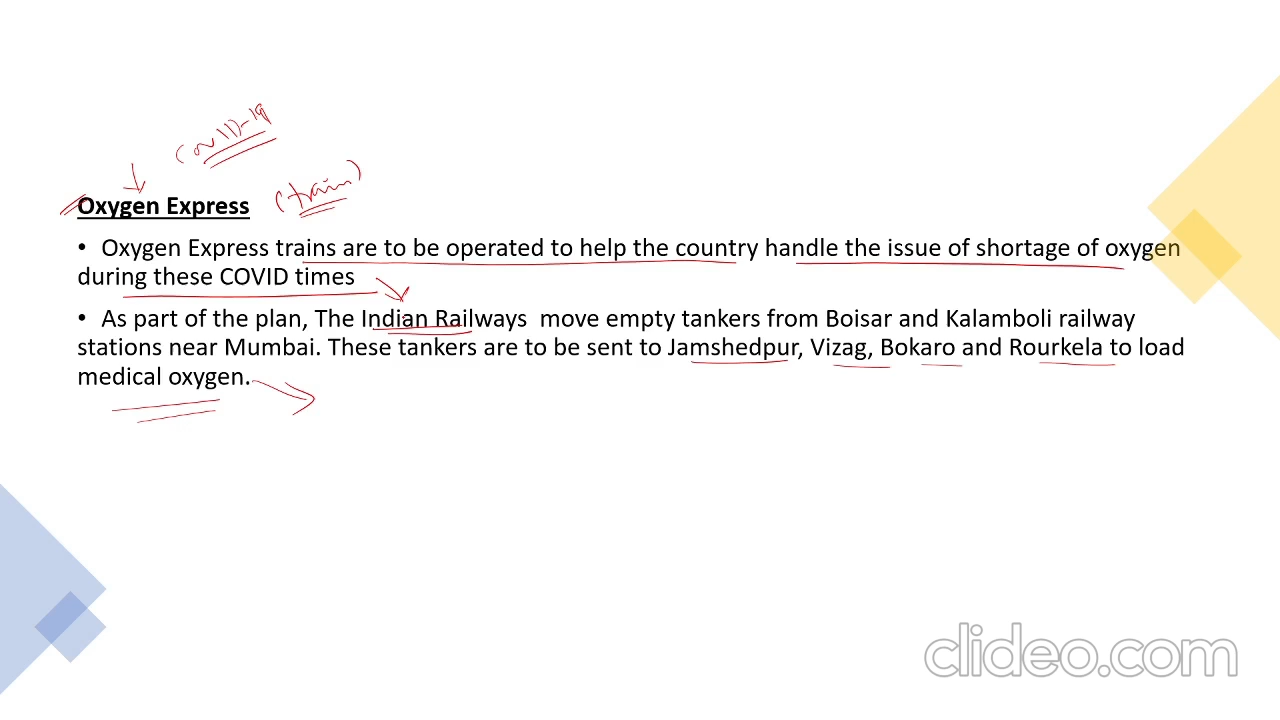 COVID-19
Oxygen Express (train)
• Oxygen Express trains are to be operated to help the country handle the issue of shortage of oxygen
during these COVID times
• As part of the plan, The Indian Railways move empty tankers from Boisar and Kalamboli railway
stations near Mumbai. These tankers are to be sent to Jamshedpur, Vizag, Bokaro and Rourkela to load
medical oxygen.
clideo.com